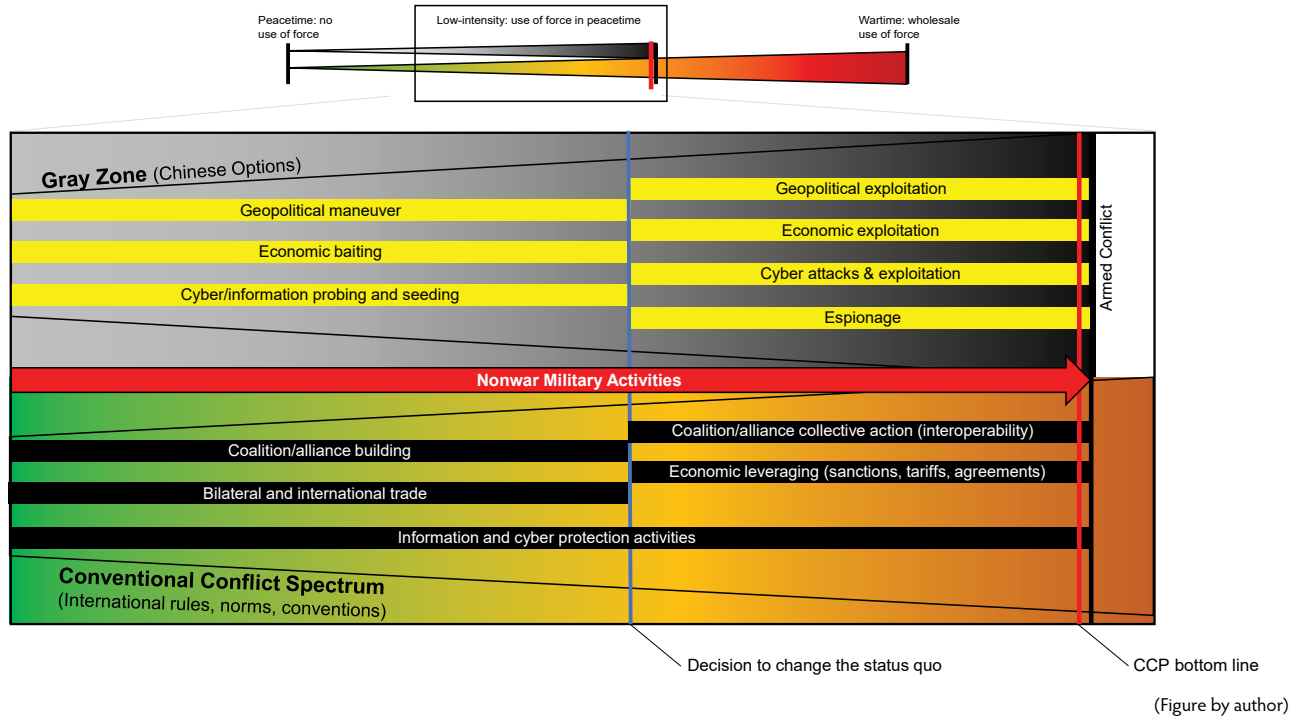 Peacetime: no
use of force
Low-intensity: use of force in peacetime
Wartime: wholesale
use of force
Gray Zone (Chinese Options)
Geopolitical maneuver
Economic baiting
Cyber/information probing and seeding
Geopolitical exploitation
Economic exploitation
Cyber attacks & exploitation
Espionage
Armed Conflict
Nonwar Military Activities
Coalition/alliance building
Bilateral and international trade
Coalition/alliance collective action (interoperability)
Economic leveraging (sanctions, tariffs, agreements)
Information and cyber protection activities
Conventional Conflict Spectrum
(International rules, norms, conventions)
Decision to change the status quo
CCP bottom line
(Figure by author)